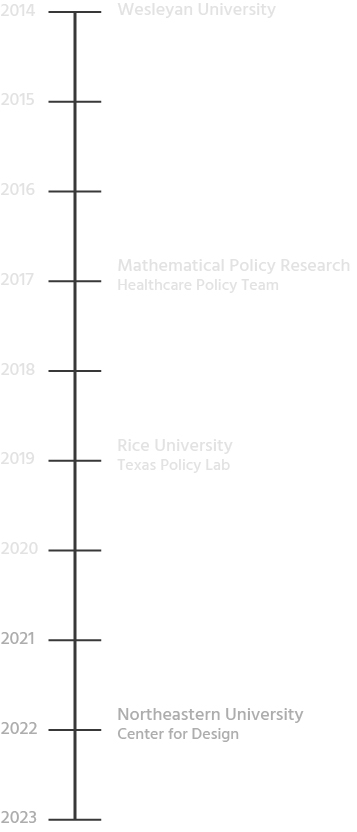 2014 Wesleyan University
2015
2016
Mathematical Policy Research
2017 Healthcare Policy Team
2018
Rice University
2019 Texas Policy Lab
2020
2021
Northeastern University
2022 Center for Design
2023